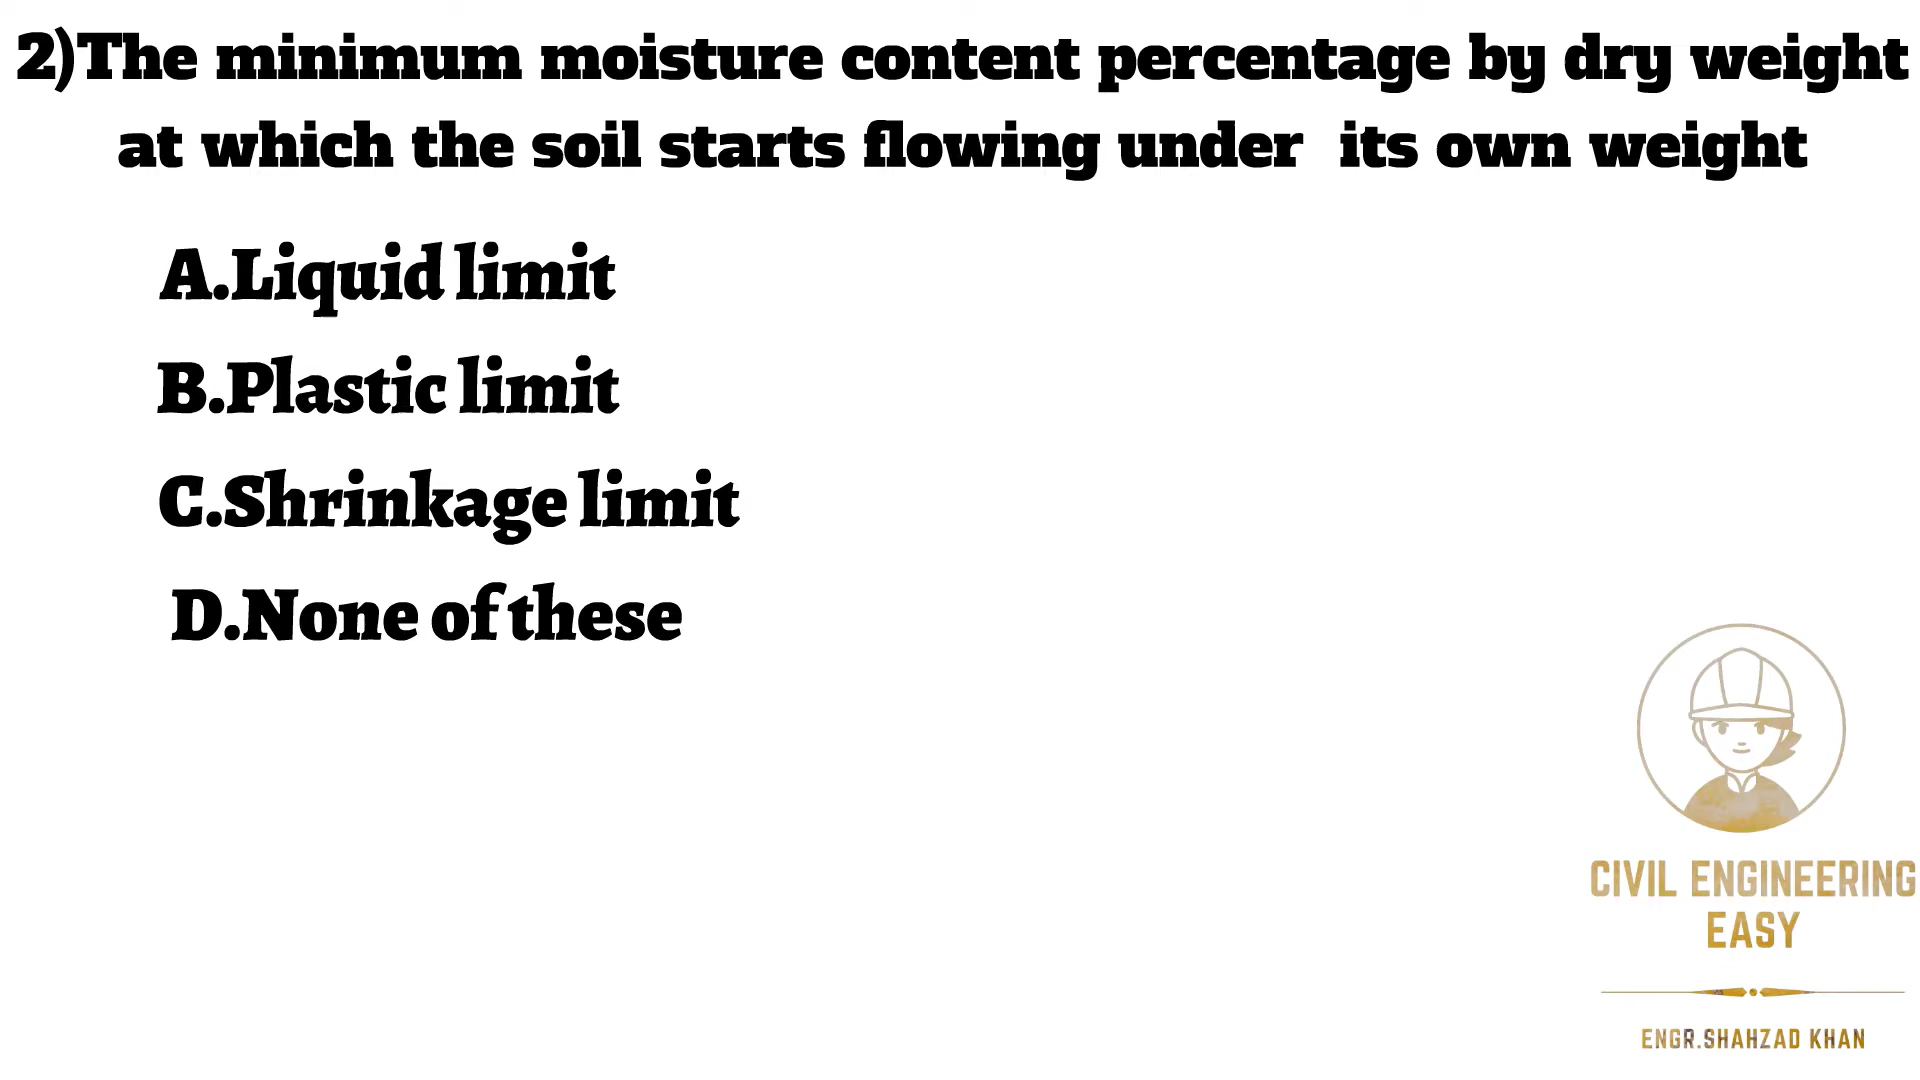 2)The minimum moisture content percentage by dry weight
at which the soil starts flowing under its own weight
A.Liquid limit
B.Plastic limit
C.Shrinkage limit
D.None of these
CIVIL ENGINEERING
EASY
ENGR.SHAHZAD KHAN